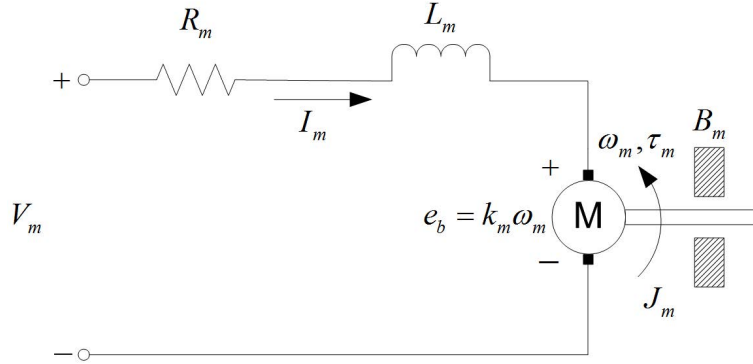 R_m
L_m
+
I_m
ω_m, τ_m
B_m
+
V_m
e_b = k_m ω_m
M
−
J_m
−